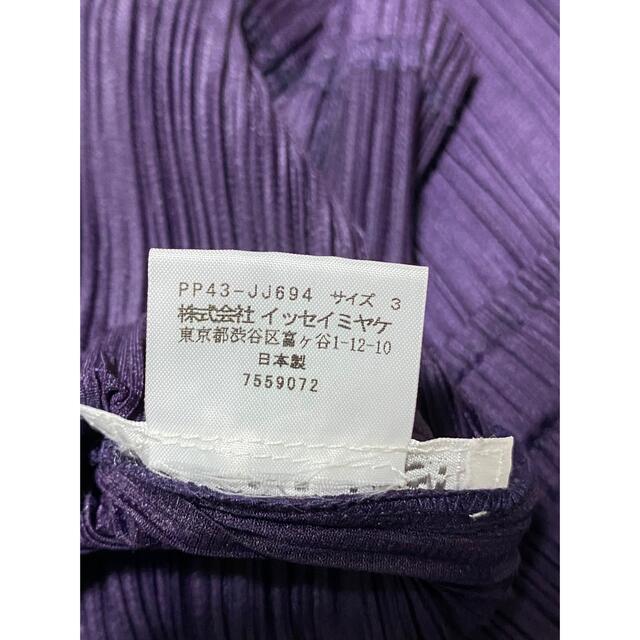 PP43-JJ694 サイズ 3
株式会社 イッセイミヤケ
東京都渋谷区富ヶ谷1-12-10
日本製
7559072